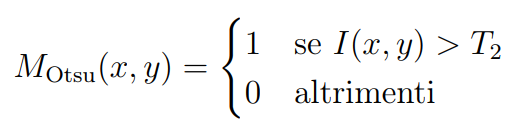 M_Otsu(x, y) = { 1 se I(x, y) > T_2
0 altrimenti